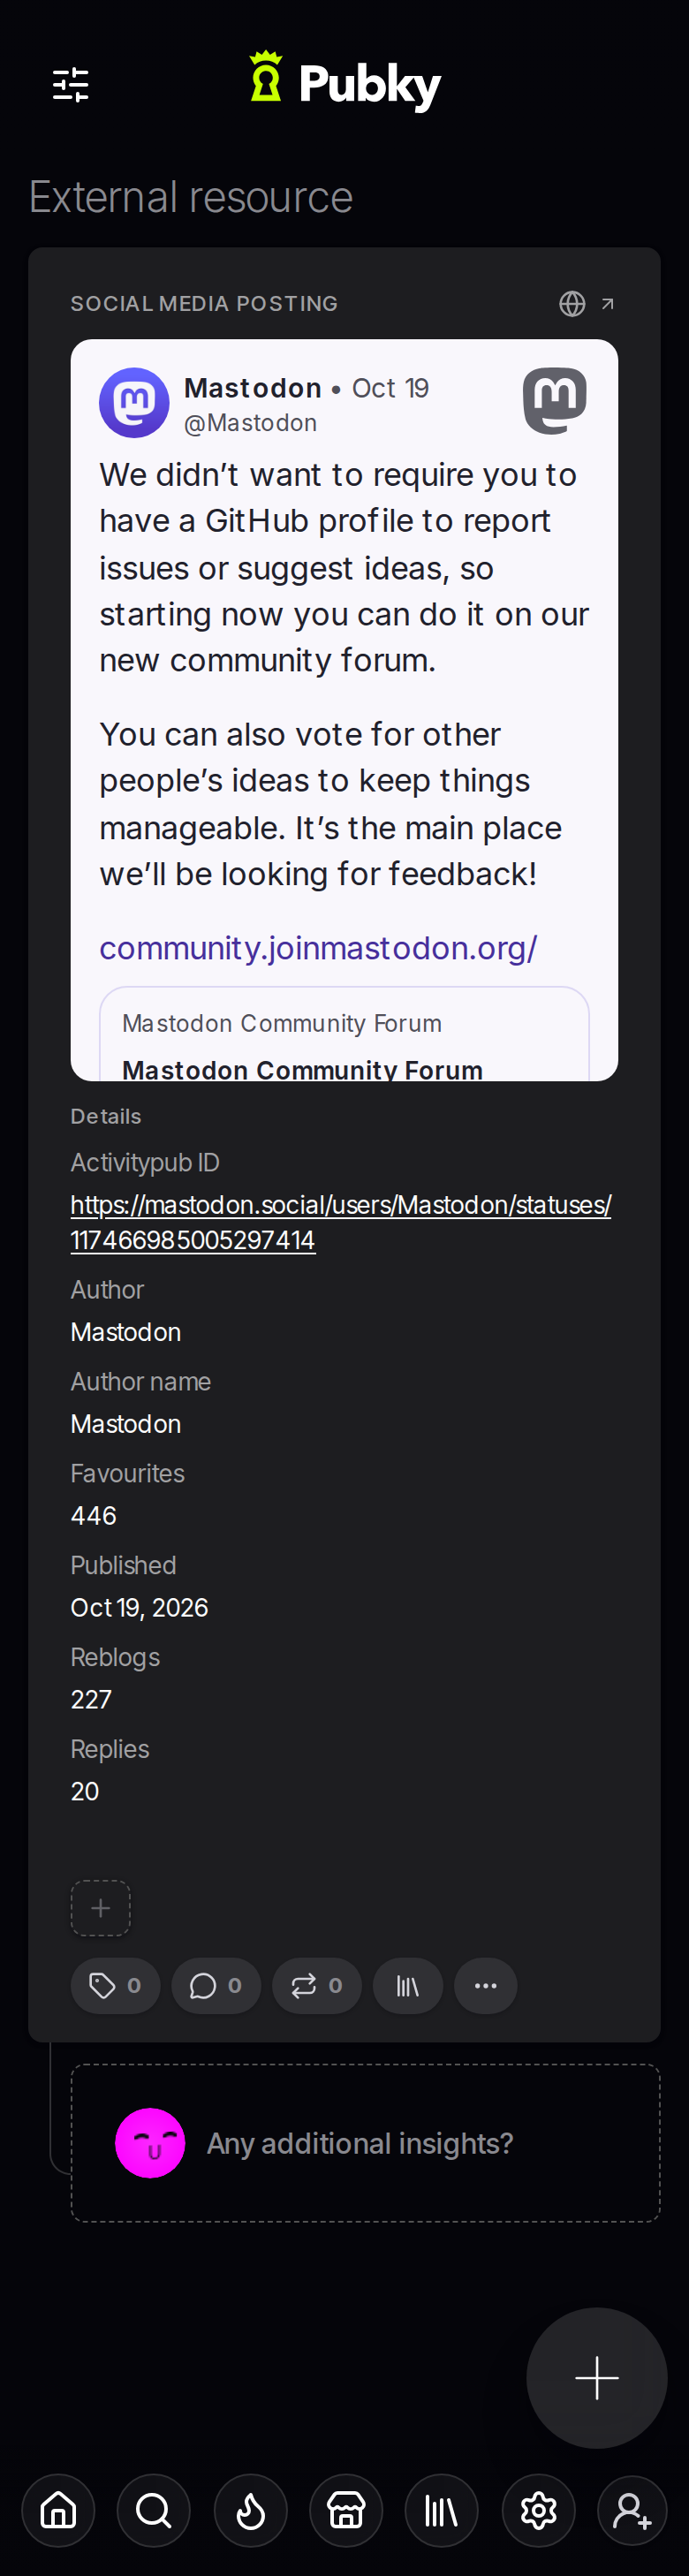 Pubky
External resource
SOCIAL MEDIA POSTING
Mastodon • Oct 19
@Mastodon
We didn’t want to require you to
have a GitHub profile to report
issues or suggest ideas, so
starting now you can do it on our
new community forum.
You can also vote for other
people’s ideas to keep things
manageable. It’s the main place
we’ll be looking for feedback!
community.joinmastodon.org/
Mastodon Community Forum
Mastodon Community Forum
Details
Activitypub ID
https://mastodon.social/users/Mastodon/statuses/
117466985005297414
Author
Mastodon
Author name
Mastodon
Favourites
446
Published
Oct 19, 2026
Reblogs
227
Replies
20
0 0 0
Any additional insights?